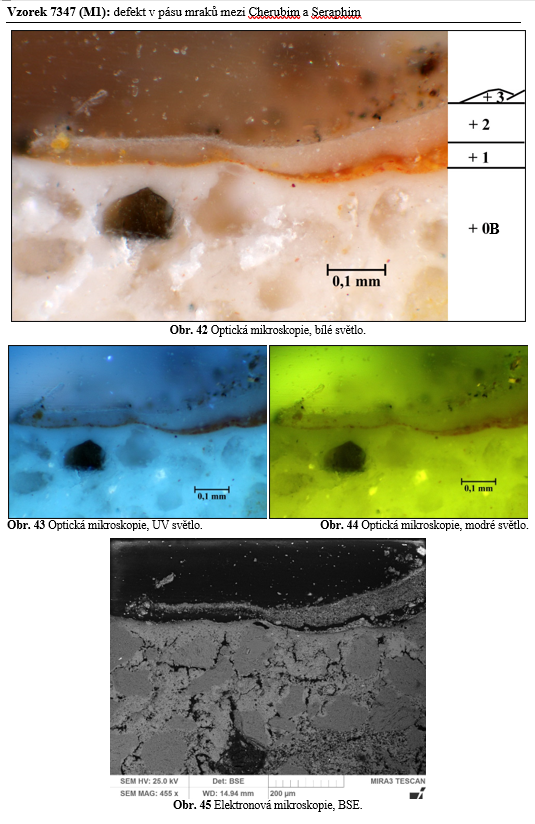 Vzorek 7347 (M1): defekt v pásu mraků mezi Cherubim a Seraphim
+ 3
+ 2
+ 1
+ 0B
0,1 mm
Obr. 42 Optická mikroskopie, bílé světlo.
0,1 mm
0,1 mm
Obr. 43 Optická mikroskopie, UV světlo.
Obr. 44 Optická mikroskopie, modré světlo.
SEM HV: 25.0 kV Det: BSE MIRA3 TESCAN
SEM MAG: 455 x WD: 14.94 mm 200 µm
Obr. 45 Elektronová mikroskopie, BSE.